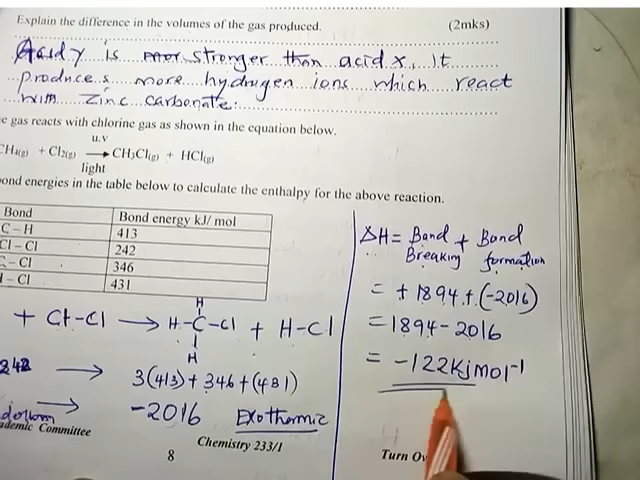 Explain the difference in the volumes of the gas produced. (2mks)
Acid y is stronger than acid x. It
produces more hydrogen ions which react
with Zinc carbonate.
e gas reacts with chlorine gas as shown in the equation below.
u.v
CH4(g) + Cl2(g) ⟶ CH3Cl(g) + HCl(g)
light
ond energies in the table below to calculate the enthalpy for the above reaction.
Bond Bond energy kJ/ mol
C – H 413
Cl – Cl 242
C – Cl 346
– Cl 431
ΔH = Bond Breaking + Bond formation
= + 1894 + (-2016)
= 1894 - 2016
= -122KJmol-1
H
+ Cl-Cl ⟶ H-C-Cl + H-Cl
H
242 ⟶ 3(413) + 346 + (431)
⟶ -2016 Exothermic
ademic Committee
Chemistry 233/1
8
Turn Ov